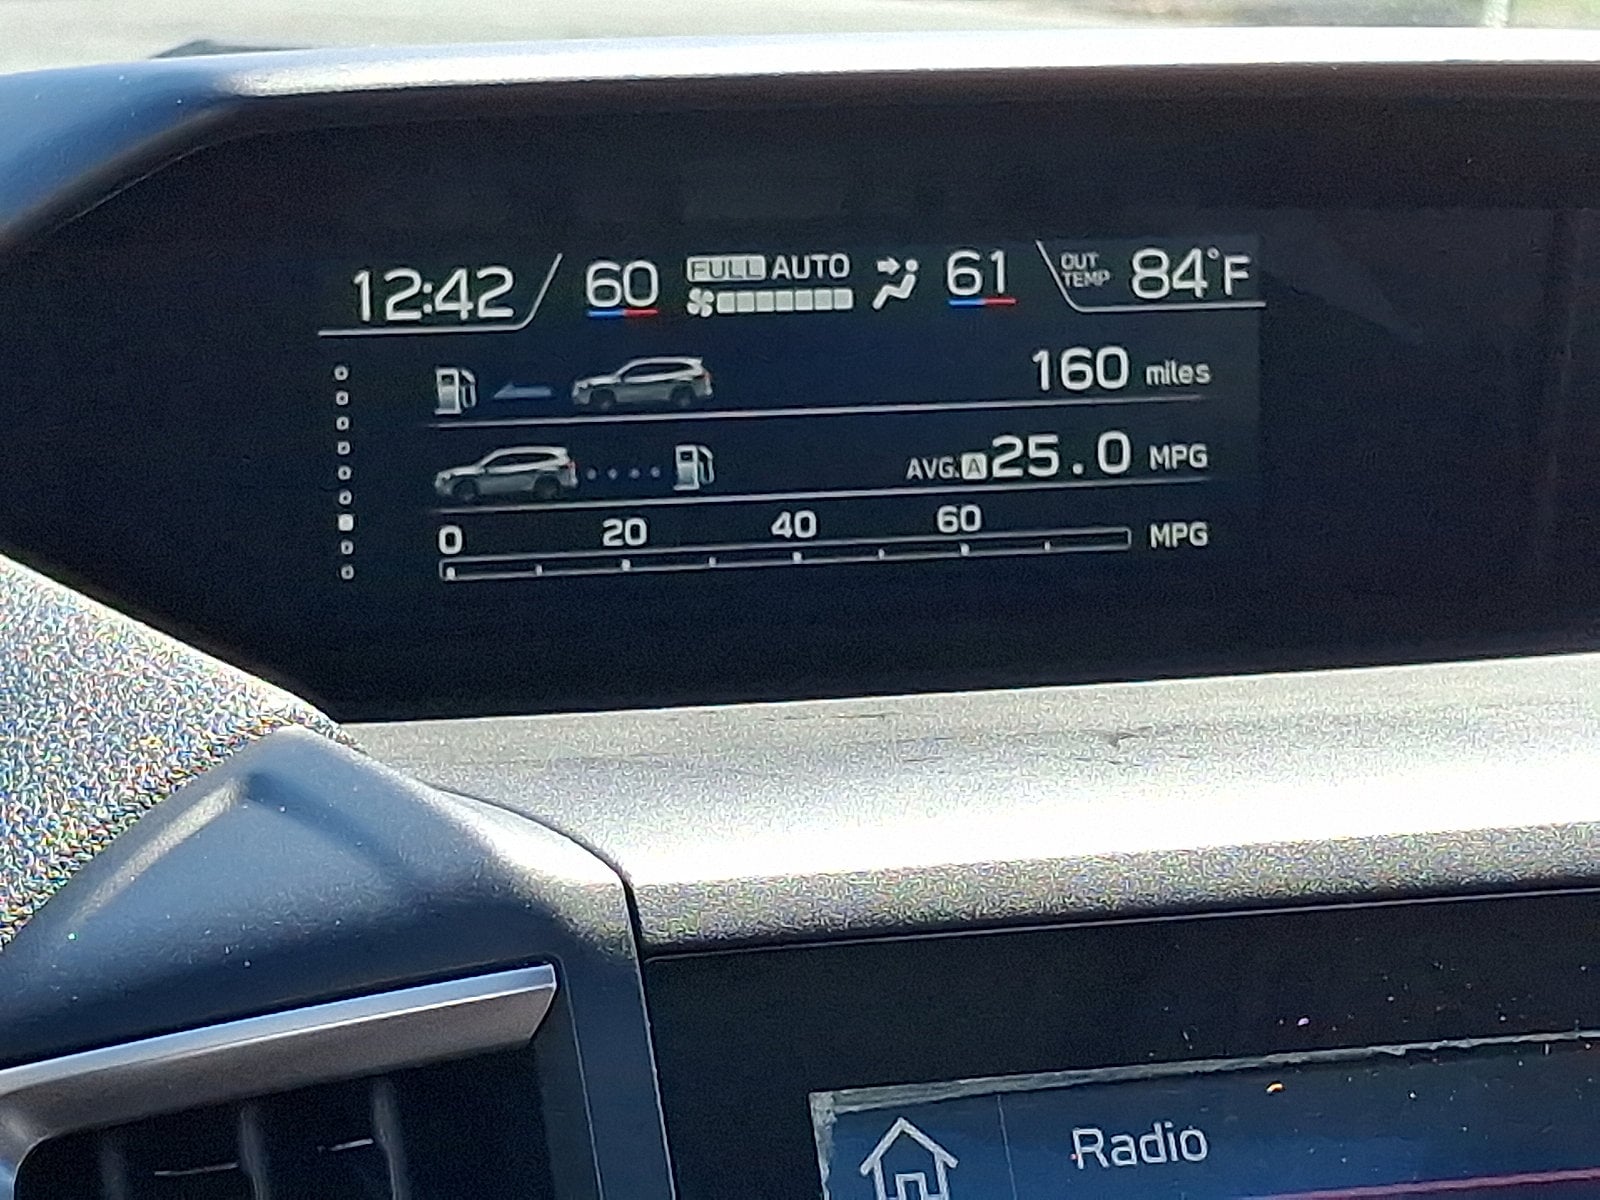 12:42 60 FULL AUTO 61 OUT TEMP 84°F
160 miles
AVG. A 25.0 MPG
0 20 40 60 MPG
Radio